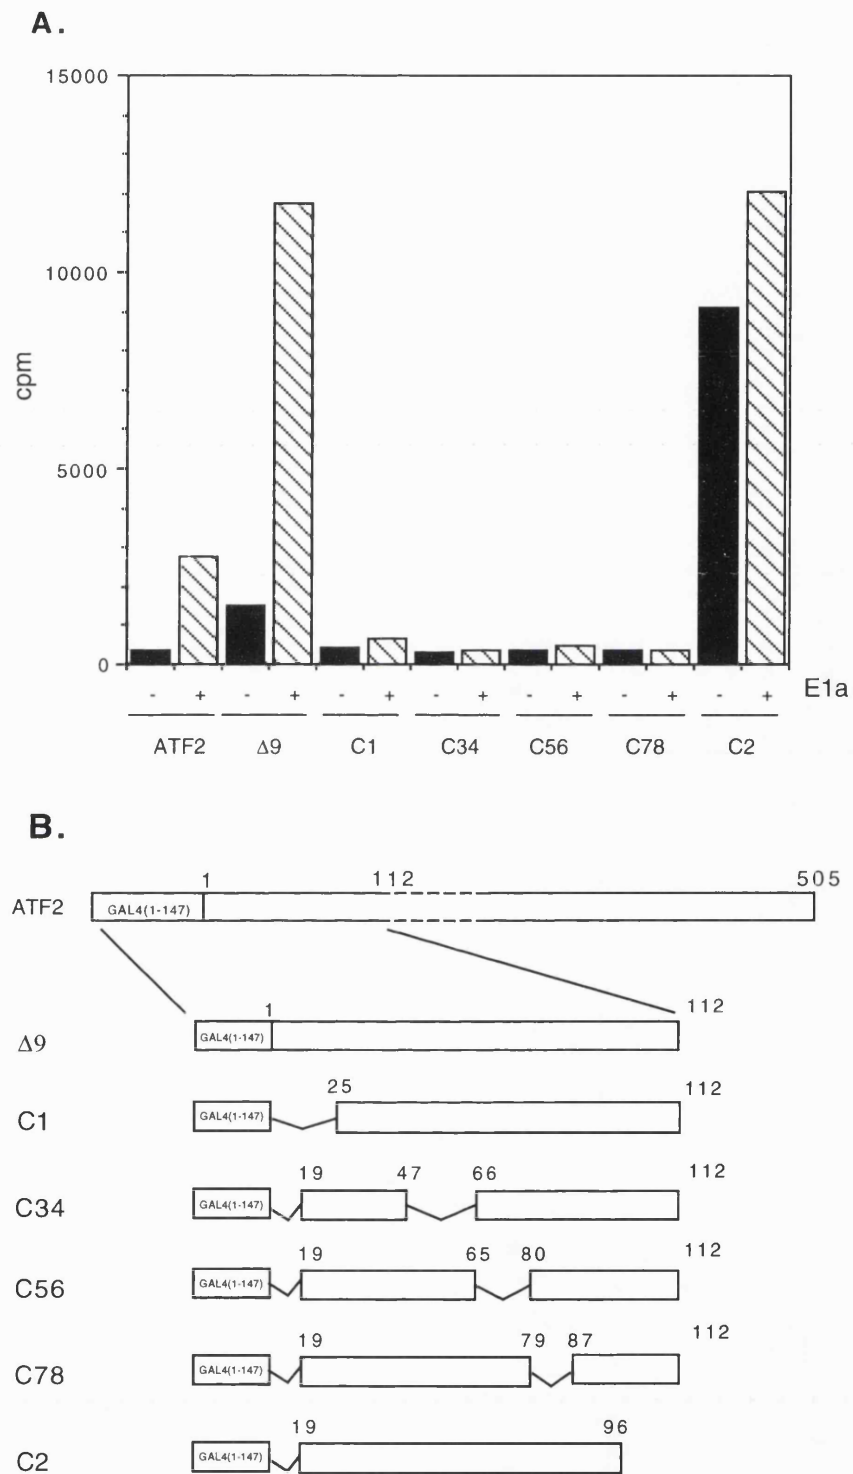 A.
15000
10000
5000
0
cpm
- + - + - + - + - + - + - + E1a
ATF2 Δ9 C1 C34 C56 C78 C2
B.
1 112 505
ATF2 GAL4(1-147)
1 112
Δ9 GAL4(1-147)
25 112
C1 GAL4(1-147)
19 47 66 112
C34 GAL4(1-147)
19 65 80 112
C56 GAL4(1-147)
19 79 87 112
C78 GAL4(1-147)
19 96
C2 GAL4(1-147)